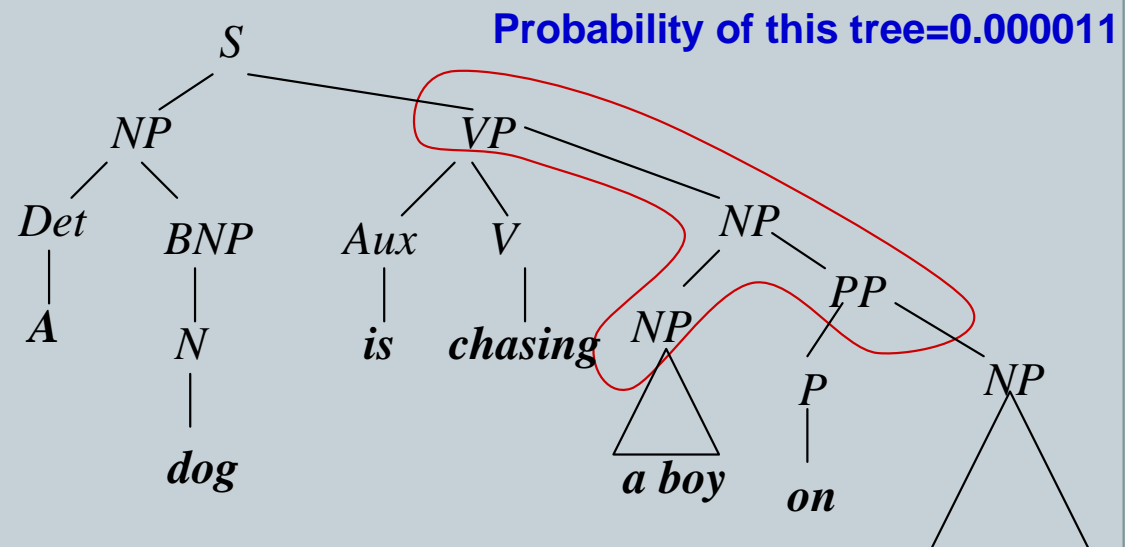 Probability of this tree=0.000011
S
NP VP
Det BNP Aux V NP
PP
A N is chasing NP
P NP
dog a boy on